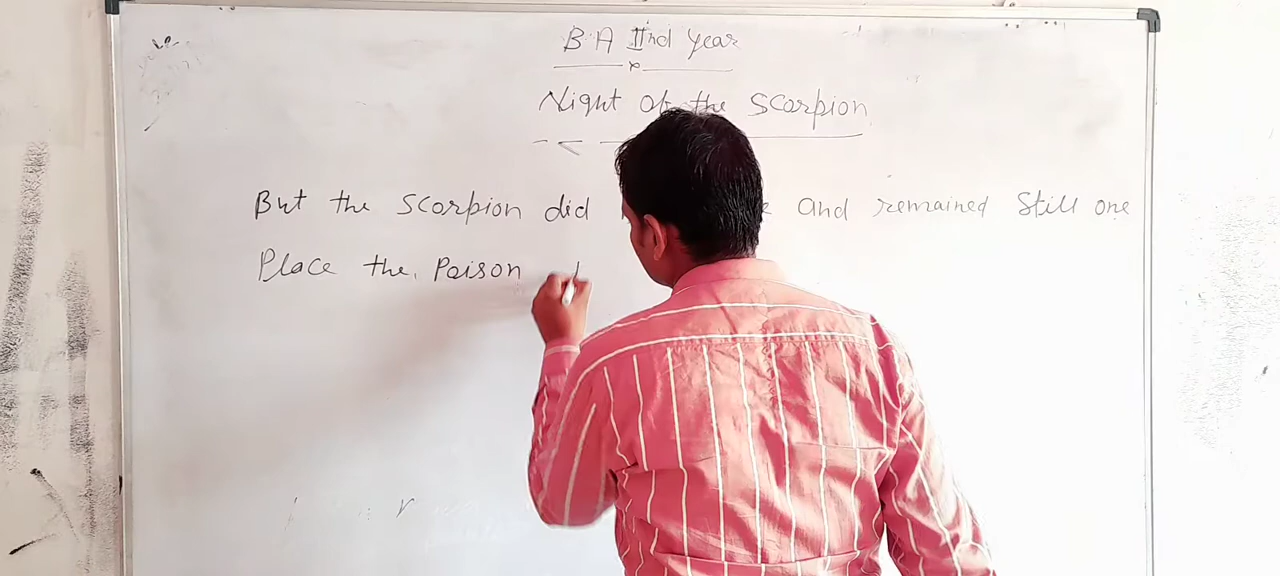 B.A IInd Year
Night of the Scorpion
But the Scorpion did and remained Still one
Place the Poison